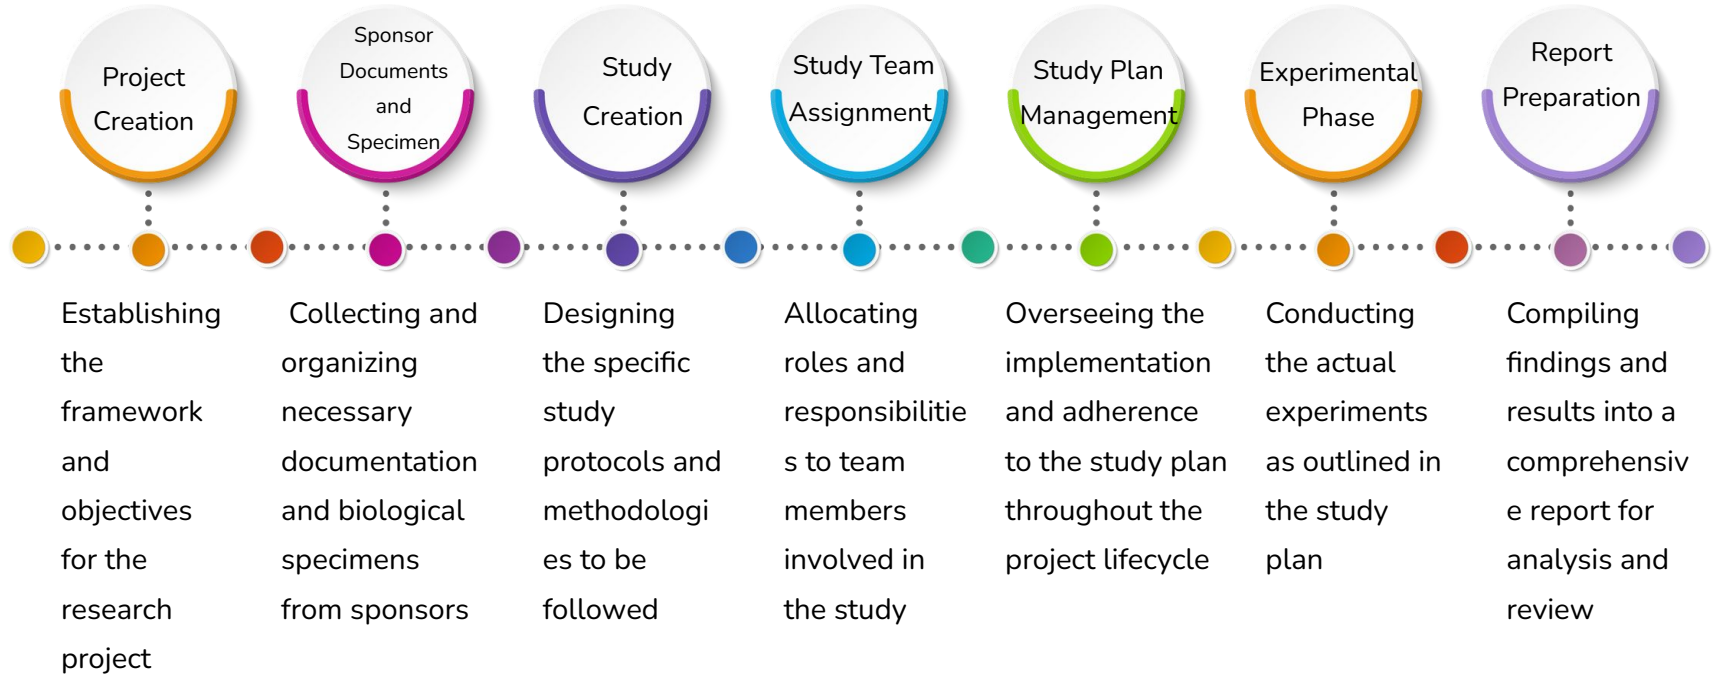 Project
Creation
Sponsor
Documents
and
Specimen
Study
Creation
Study Team
Assignment
Study Plan
Management
Experimental
Phase
Report
Preparation
Establishing
the
framework
and
objectives
for the
research
project
Collecting and
organizing
necessary
documentation
and biological
specimens
from sponsors
Designing
the specific
study
protocols and
methodologi
es to be
followed
Allocating
roles and
responsibilitie
s to team
members
involved in
the study
Overseeing the
implementation
and adherence
to the study plan
throughout the
project lifecycle
Conducting
the actual
experiments
as outlined in
the study
plan
Compiling
findings and
results into a
comprehensiv
e report for
analysis and
review